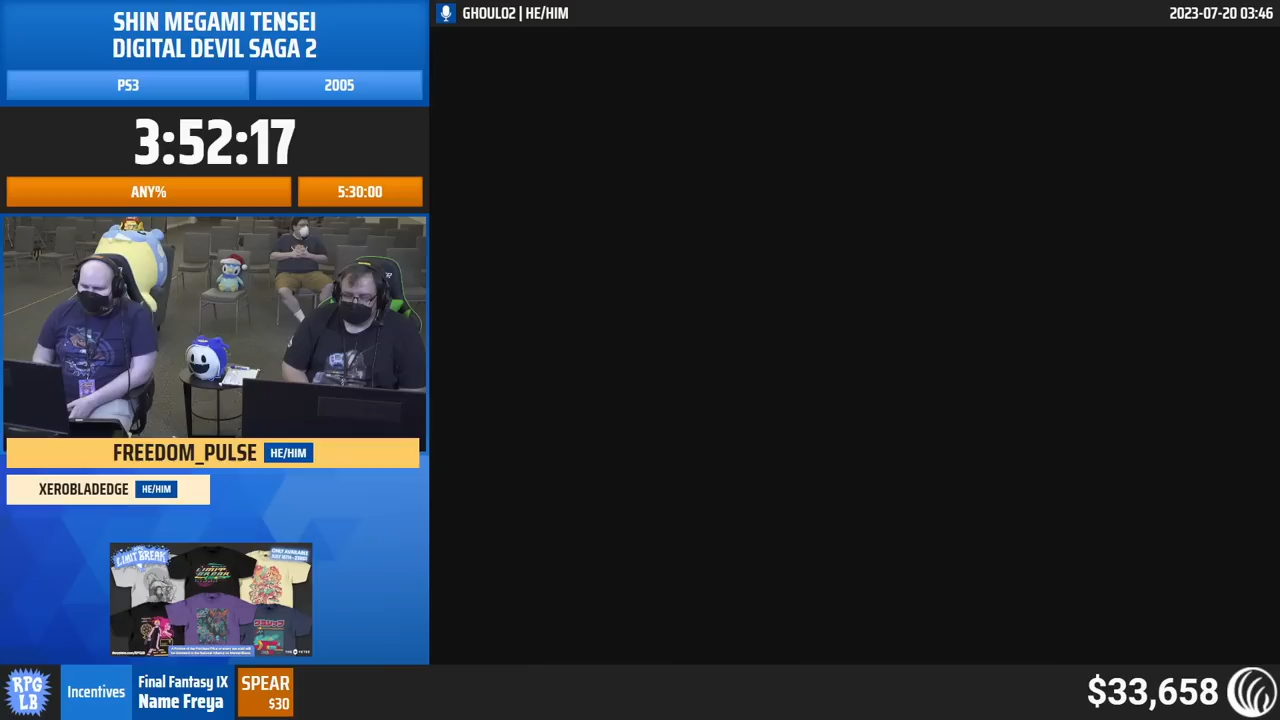 SHIN MEGAMI TENSEI
DIGITAL DEVIL SAGA 2
PS3
2005
3:52:17
ANY%
5:30:00
FREEDOM_PULSE
HE/HIM
XEROBLADEDGE
HE/HIM
LIMIT BREAK
GHOUL02 | HE/HIM
2023-07-20 03:46
RPG
LB
Incentives
Final Fantasy IX
Name Freya
SPEAR
$30
$33,658